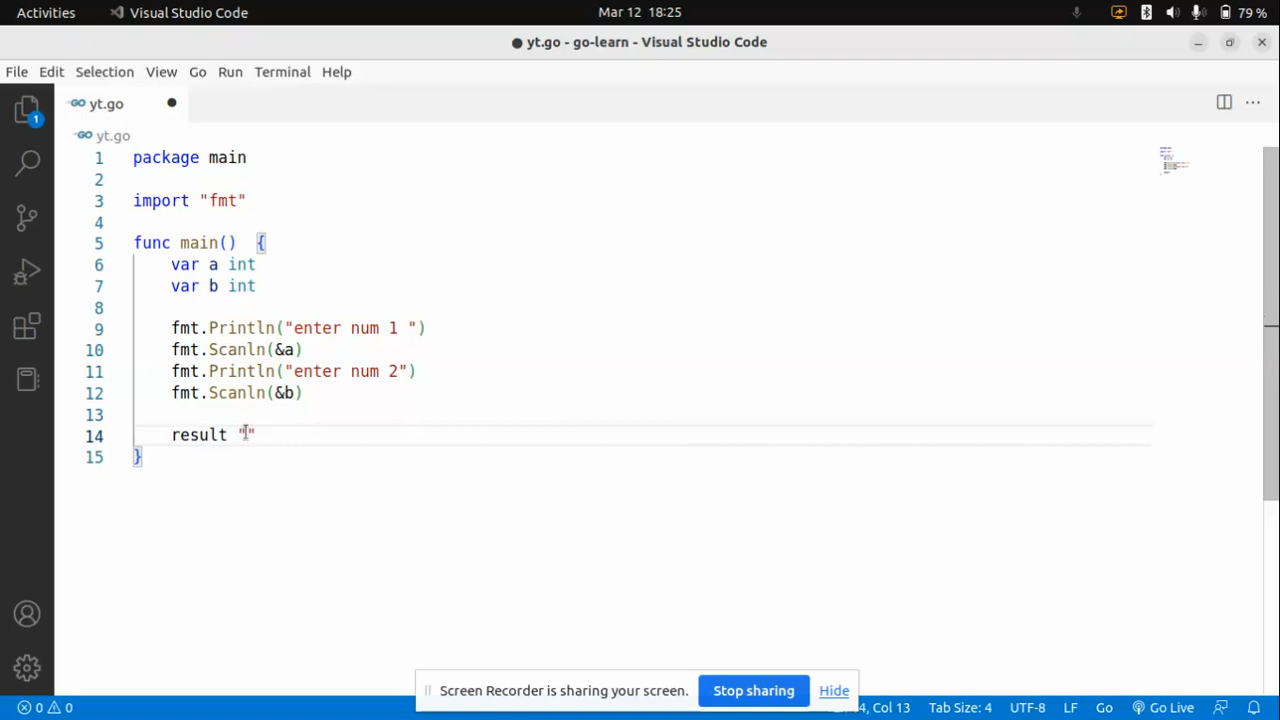 Activities Visual Studio Code Mar 12 18:25 79 %
● yt.go - go-learn - Visual Studio Code
File Edit Selection View Go Run Terminal Help
GO yt.go
GO yt.go
1 package main
2
3 import "fmt"
4
5 func main()  {
6 var a int
7 var b int
8
9 fmt.Println("enter num 1 ")
10 fmt.Scanln(&a)
11 fmt.Println("enter num 2")
12 fmt.Scanln(&b)
13
14 result ""
15 }
1
Screen Recorder is sharing your screen. Stop sharing Hide
0 0 4, Col 13 Tab Size: 4 UTF-8 LF Go Go Live